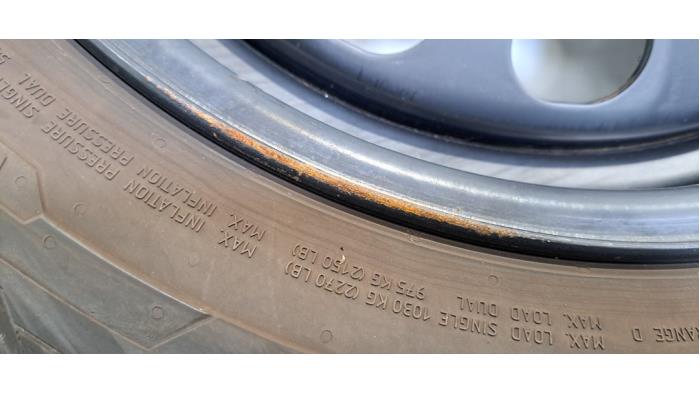 RANGE D
MAX. LOAD SINGLE 1030 KG (2270 LB)
MAX. LOAD DUAL 975 KG (2150 LB)
MAX. INFLATION PRESSURE SINGLE
MAX. INFLATION PRESSURE DUAL